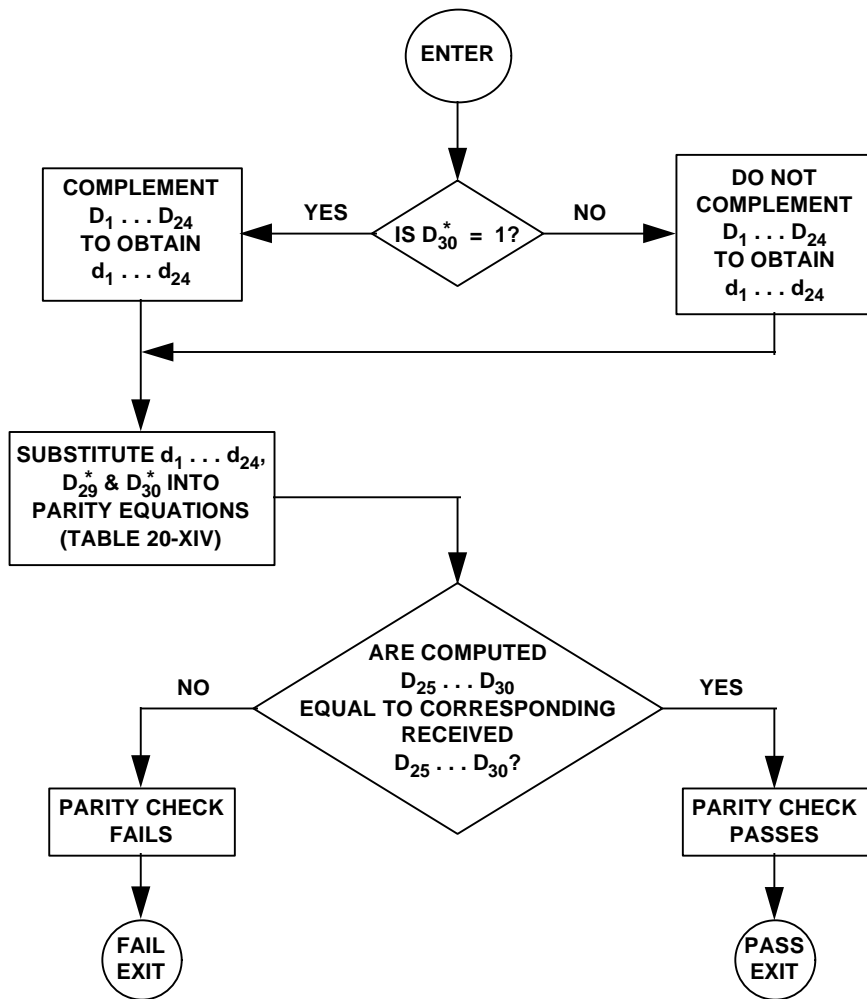 ENTER
COMPLEMENT
D₁ . . . D₂₄
TO OBTAIN
d₁ . . . d₂₄
YES
IS D*₃₀ = 1?
NO
DO NOT
COMPLEMENT
D₁ . . . D₂₄
TO OBTAIN
d₁ . . . d₂₄
SUBSTITUTE d₁ . . . d₂₄,
D*₂₉ & D*₃₀ INTO
PARITY EQUATIONS
(TABLE 20-XIV)
ARE COMPUTED
D₂₅ . . . D₃₀
EQUAL TO CORRESPONDING
RECEIVED
D₂₅ . . . D₃₀?
NO
YES
PARITY CHECK
FAILS
PARITY CHECK
PASSES
FAIL
EXIT
PASS
EXIT